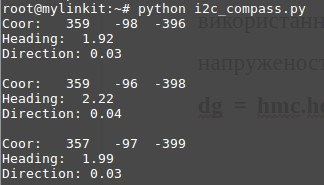 root@mylinkit:~# python i2c_compass.py
Coor:   359   -98  -396
Heading:  1.92
Direction: 0.03
Coor:   360   -96  -398
Heading:  2.22
Direction: 0.04
Coor:   357   -97  -399
Heading:  1.99
Direction: 0.03
використанн
напруженос
dg = hmc.he